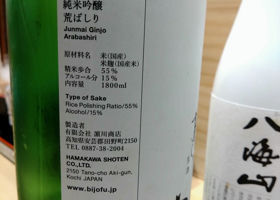 純米吟醸
荒ばしり
Junmai Ginjo
Arabashiri
原材料名 米(国産)
米麹(国産米)
精米歩合 55%
アルコール分 15%
内容量 1800ml
Type of Sake
Rice Polishing Ratio/55%
Alcohol/15%
製造者
有限会社 濵川商店
高知県安芸郡田野町2150
TEL 0887-38-2004
HAMAKAWA SHOTEN
CO.,LTD.
2150 Tano-cho Aki-gun,
Kochi JAPAN
www.bijofu.jp
八海山